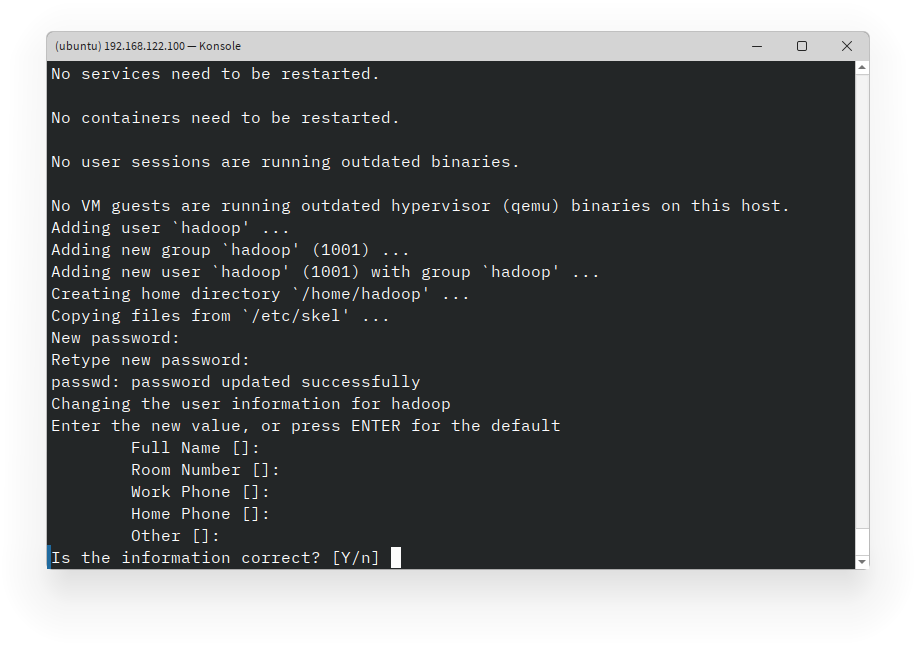 (ubuntu) 192.168.122.100 — Konsole
No services need to be restarted.
No containers need to be restarted.
No user sessions are running outdated binaries.
No VM guests are running outdated hypervisor (qemu) binaries on this host.
Adding user `hadoop' ...
Adding new group `hadoop' (1001) ...
Adding new user `hadoop' (1001) with group `hadoop' ...
Creating home directory `/home/hadoop' ...
Copying files from `/etc/skel' ...
New password:
Retype new password:
passwd: password updated successfully
Changing the user information for hadoop
Enter the new value, or press ENTER for the default
Full Name []:
Room Number []:
Work Phone []:
Home Phone []:
Other []:
Is the information correct? [Y/n]